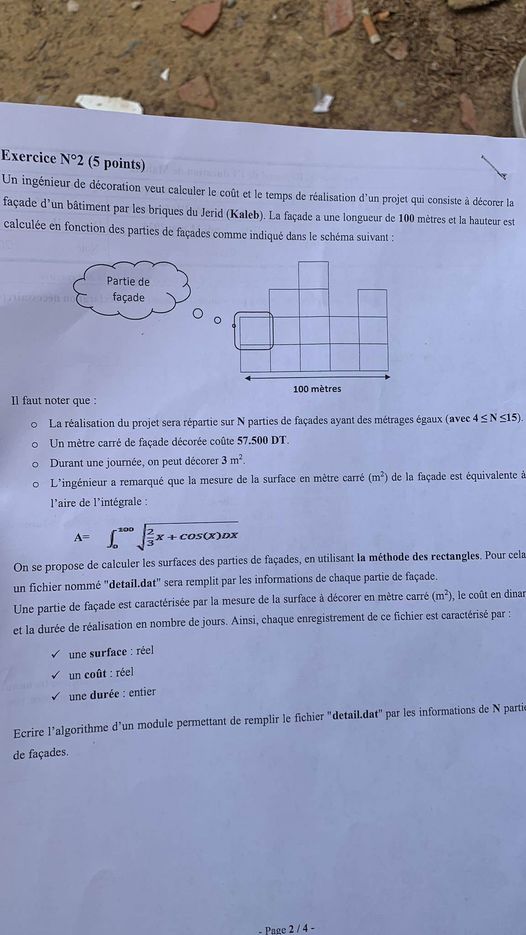 Exercice N°2 (5 points)
Un ingénieur de décoration veut calculer le coût et le temps de réalisation d'un projet qui consiste à décorer la
façade d'un bâtiment par les briques du Jerid (Kaleb). La façade a une longueur de 100 mètres et la hauteur est
calculée en fonction des parties de façades comme indiqué dans le schéma suivant :
Partie de
façade
100 mètres
Il faut noter que :
o La réalisation du projet sera répartie sur N parties de façades ayant des métrages égaux (avec 4 ≤ N ≤15).
o Un mètre carré de façade décorée coûte 57.500 DT.
o Durant une journée, on peut décorer 3 m².
o L'ingénieur a remarqué que la mesure de la surface en mètre carré (m²) de la façade est équivalente à
l'aire de l'intégrale :
A= ∫₀¹⁰⁰ √(2/3 X + COS(X)DX)
On se propose de calculer les surfaces des parties de façades, en utilisant la méthode des rectangles. Pour cela
un fichier nommé "detail.dat" sera remplit par les informations de chaque partie de façade.
Une partie de façade est caractérisée par la mesure de la surface à décorer en mètre carré (m²), le coût en dinar
et la durée de réalisation en nombre de jours. Ainsi, chaque enregistrement de ce fichier est caractérisé par :
✓ une surface : réel
✓ un coût : réel
✓ une durée : entier
Ecrire l'algorithme d'un module permettant de remplir le fichier "detail.dat" par les informations de N partie
de façades.
- Page 2 / 4 -